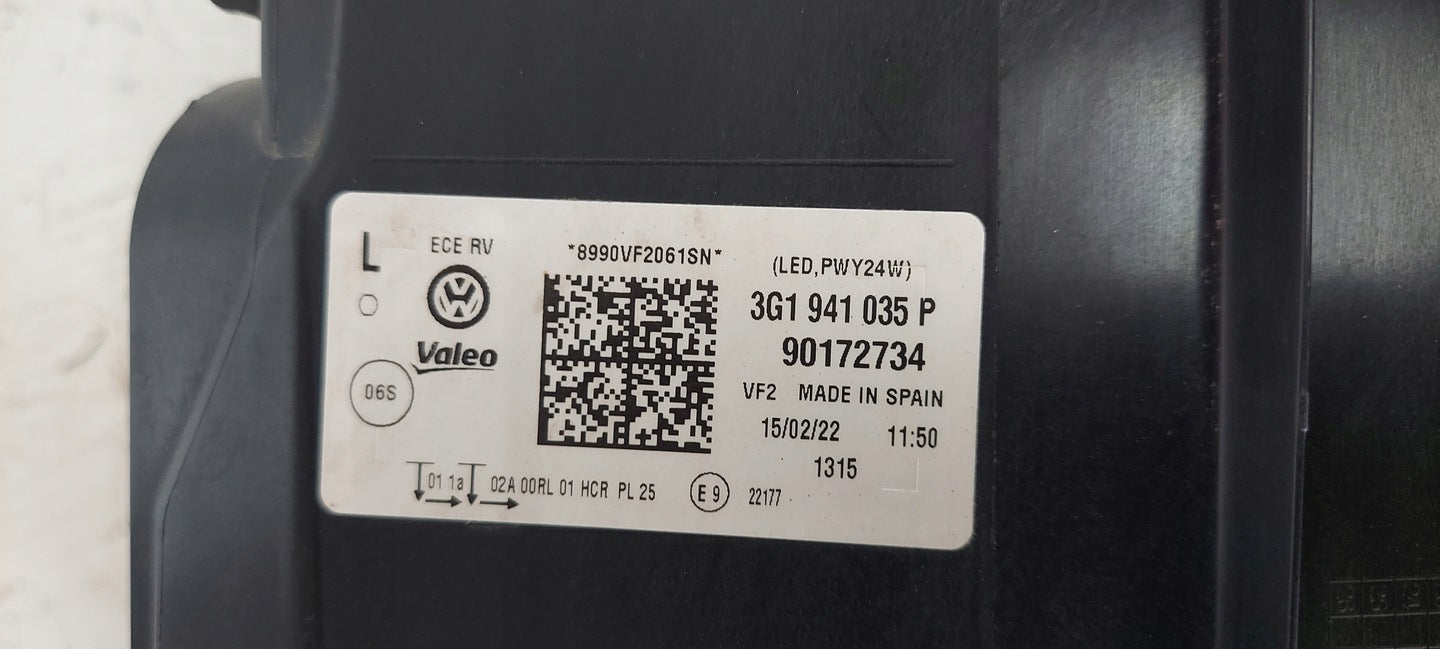 L
ECE RV
Valeo
06S
*8990VF2061SN*
(LED,PWY24W)
3G1 941 035 P
90172734
VF2 MADE IN SPAIN
15/02/22 11:50
1315
01 1a 02A 00RL 01 HCR PL 25 E9 22177